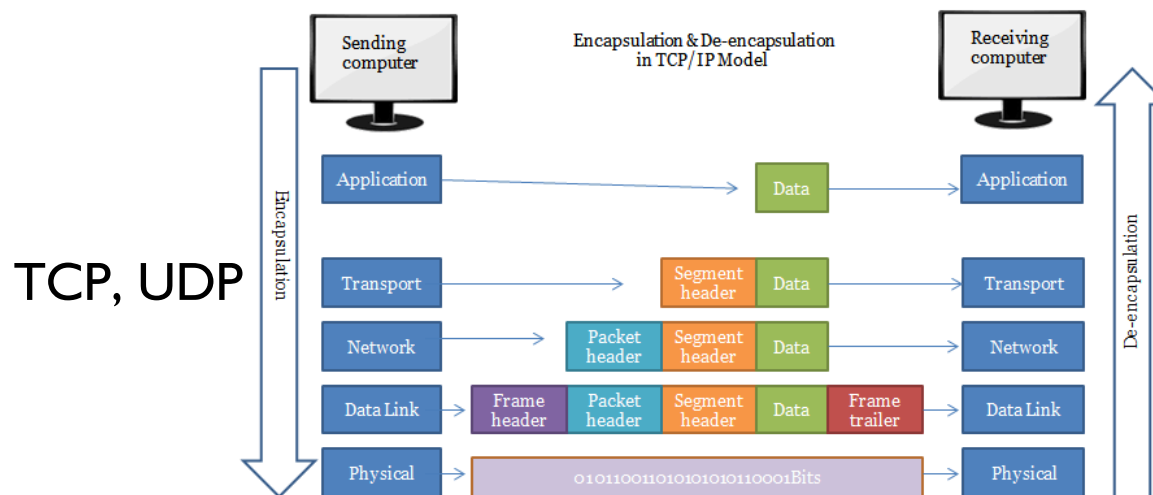 Sending
computer
Encapsulation & De-encapsulation
in TCP/IP Model
Receiving
computer
Encapsulation
De-encapsulation
Application
Data
Application
TCP, UDP
Transport
Segment
header
Data
Transport
Network
Packet
header
Segment
header
Data
Network
Data Link
Frame
header
Packet
header
Segment
header
Data
Frame
trailer
Data Link
Physical
0101100110101010110001Bits
Physical